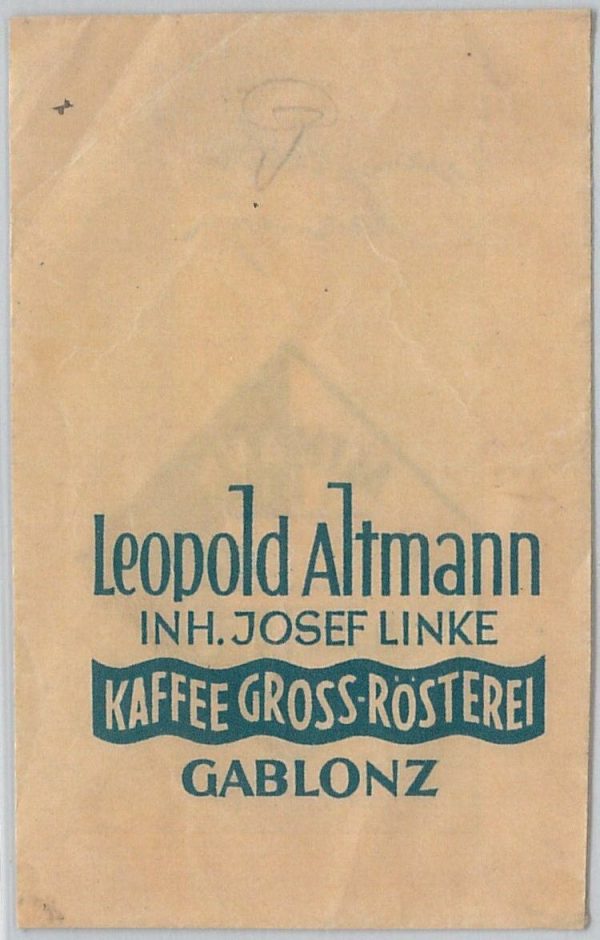 Leopold Altmann
INH. JOSEF LINKE
KAFFEE GROSS-RÖSTEREI
GABLONZ